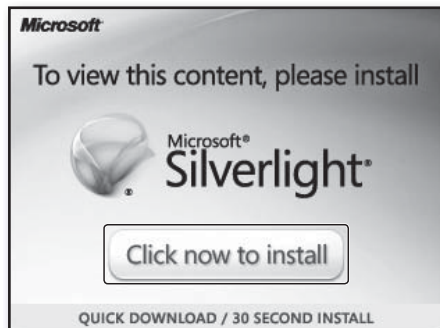 Microsoft
To view this content, please install
Microsoft®
Silverlight®
®
Click now to install
QUICK DOWNLOAD / 30 SECOND INSTALL